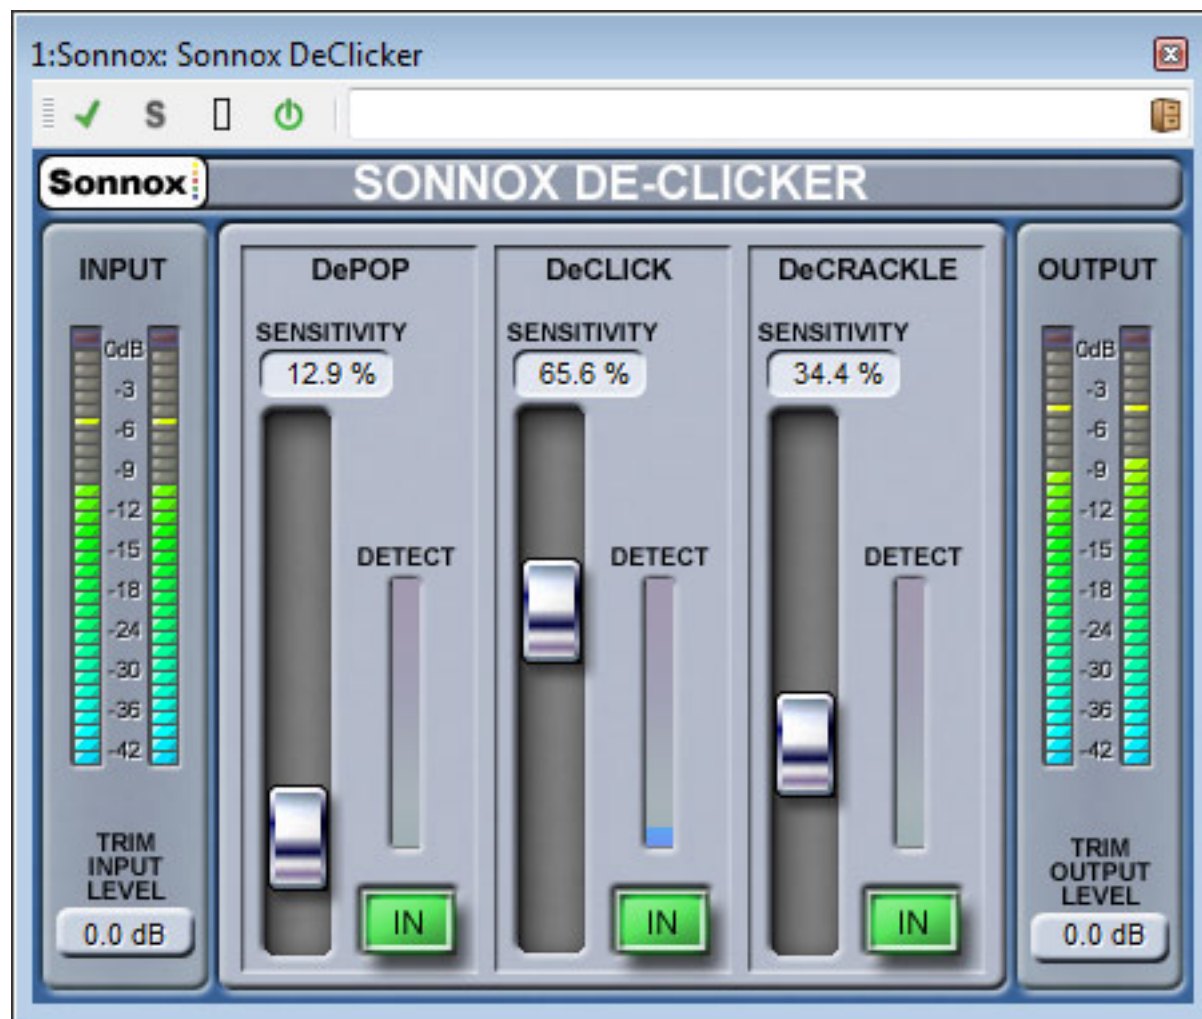 1:Sonnox: Sonnox DeClicker
S
Sonnox
SONNOX DE-CLICKER
INPUT
0dB
-3
-6
-9
-12
-15
-18
-24
-30
-36
-42
TRIM
INPUT
LEVEL
0.0 dB
DePOP
SENSITIVITY
12.9 %
DETECT
IN
DeCLICK
SENSITIVITY
65.6 %
DETECT
IN
DeCRACKLE
SENSITIVITY
34.4 %
DETECT
IN
OUTPUT
0dB
-3
-6
-9
-12
-15
-18
-24
-30
-36
-42
TRIM
OUTPUT
LEVEL
0.0 dB